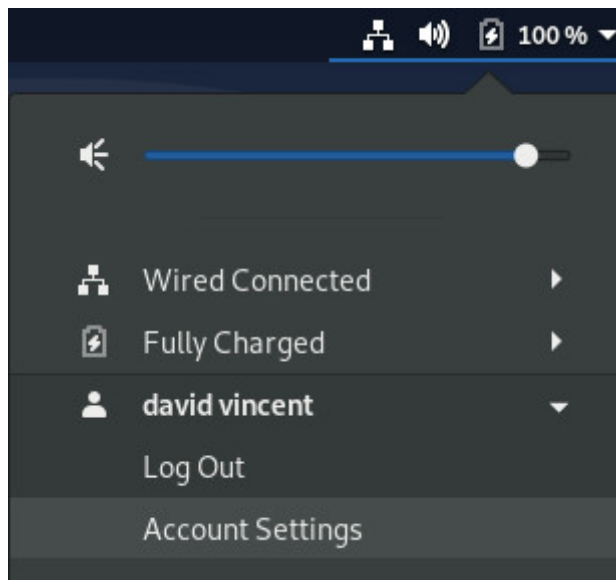 100 %
Wired Connected
Fully Charged
david vincent
Log Out
Account Settings